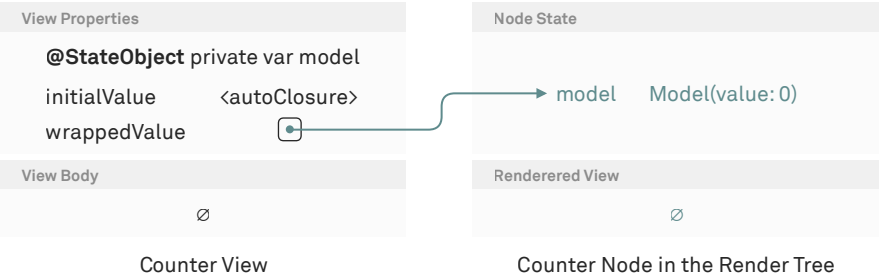 View Properties
@StateObject private var model
initialValue <autoClosure>
wrappedValue
View Body
∅
Counter View
Node State
model Model(value: 0)
Renderered View
∅
Counter Node in the Render Tree